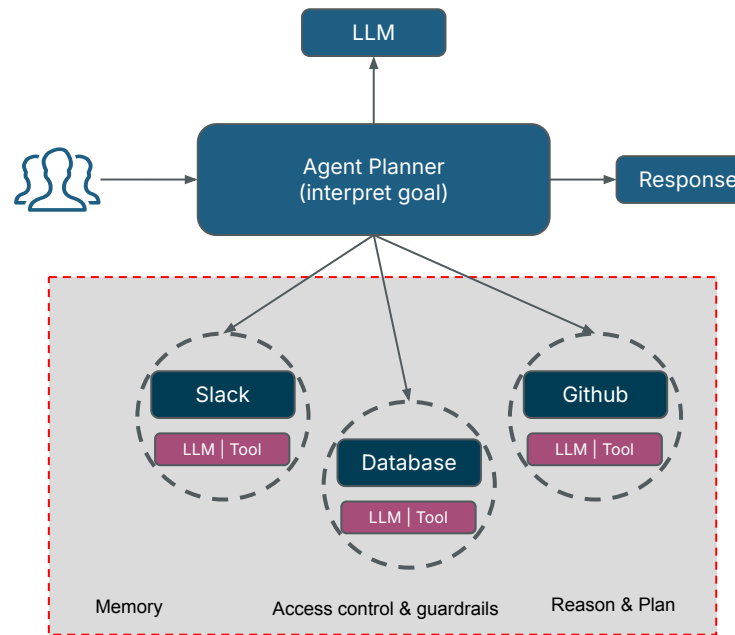 LLM
Agent Planner
(interpret goal)
Response
Slack
LLM | Tool
Database
LLM | Tool
Github
LLM | Tool
Memory
Access control & guardrails
Reason & Plan